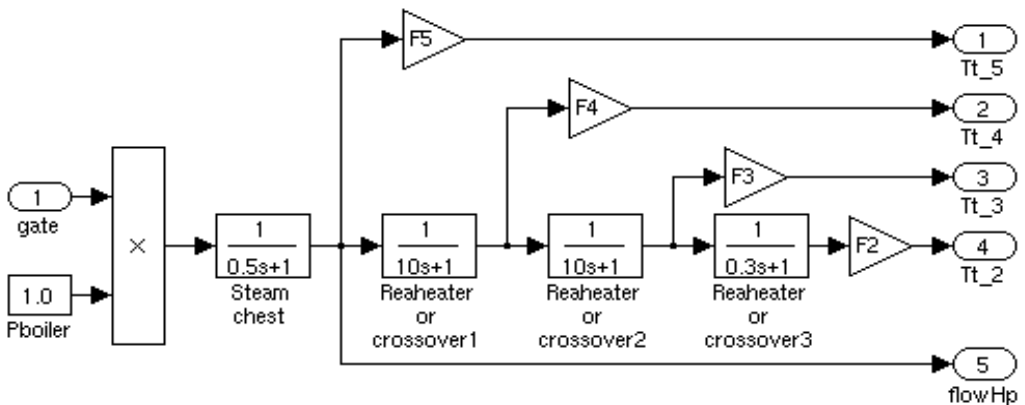 F5
1
Tt_5
F4
2
Tt_4
F3
3
Tt_3
1
gate
×
1
0.5s+1
Steam
chest
1
10s+1
Reaheater
or
crossover1
1
10s+1
Reaheater
or
crossover2
1
0.3s+1
Reaheater
or
crossover3
F2
4
Tt_2
1.0
Pboiler
5
flowHp